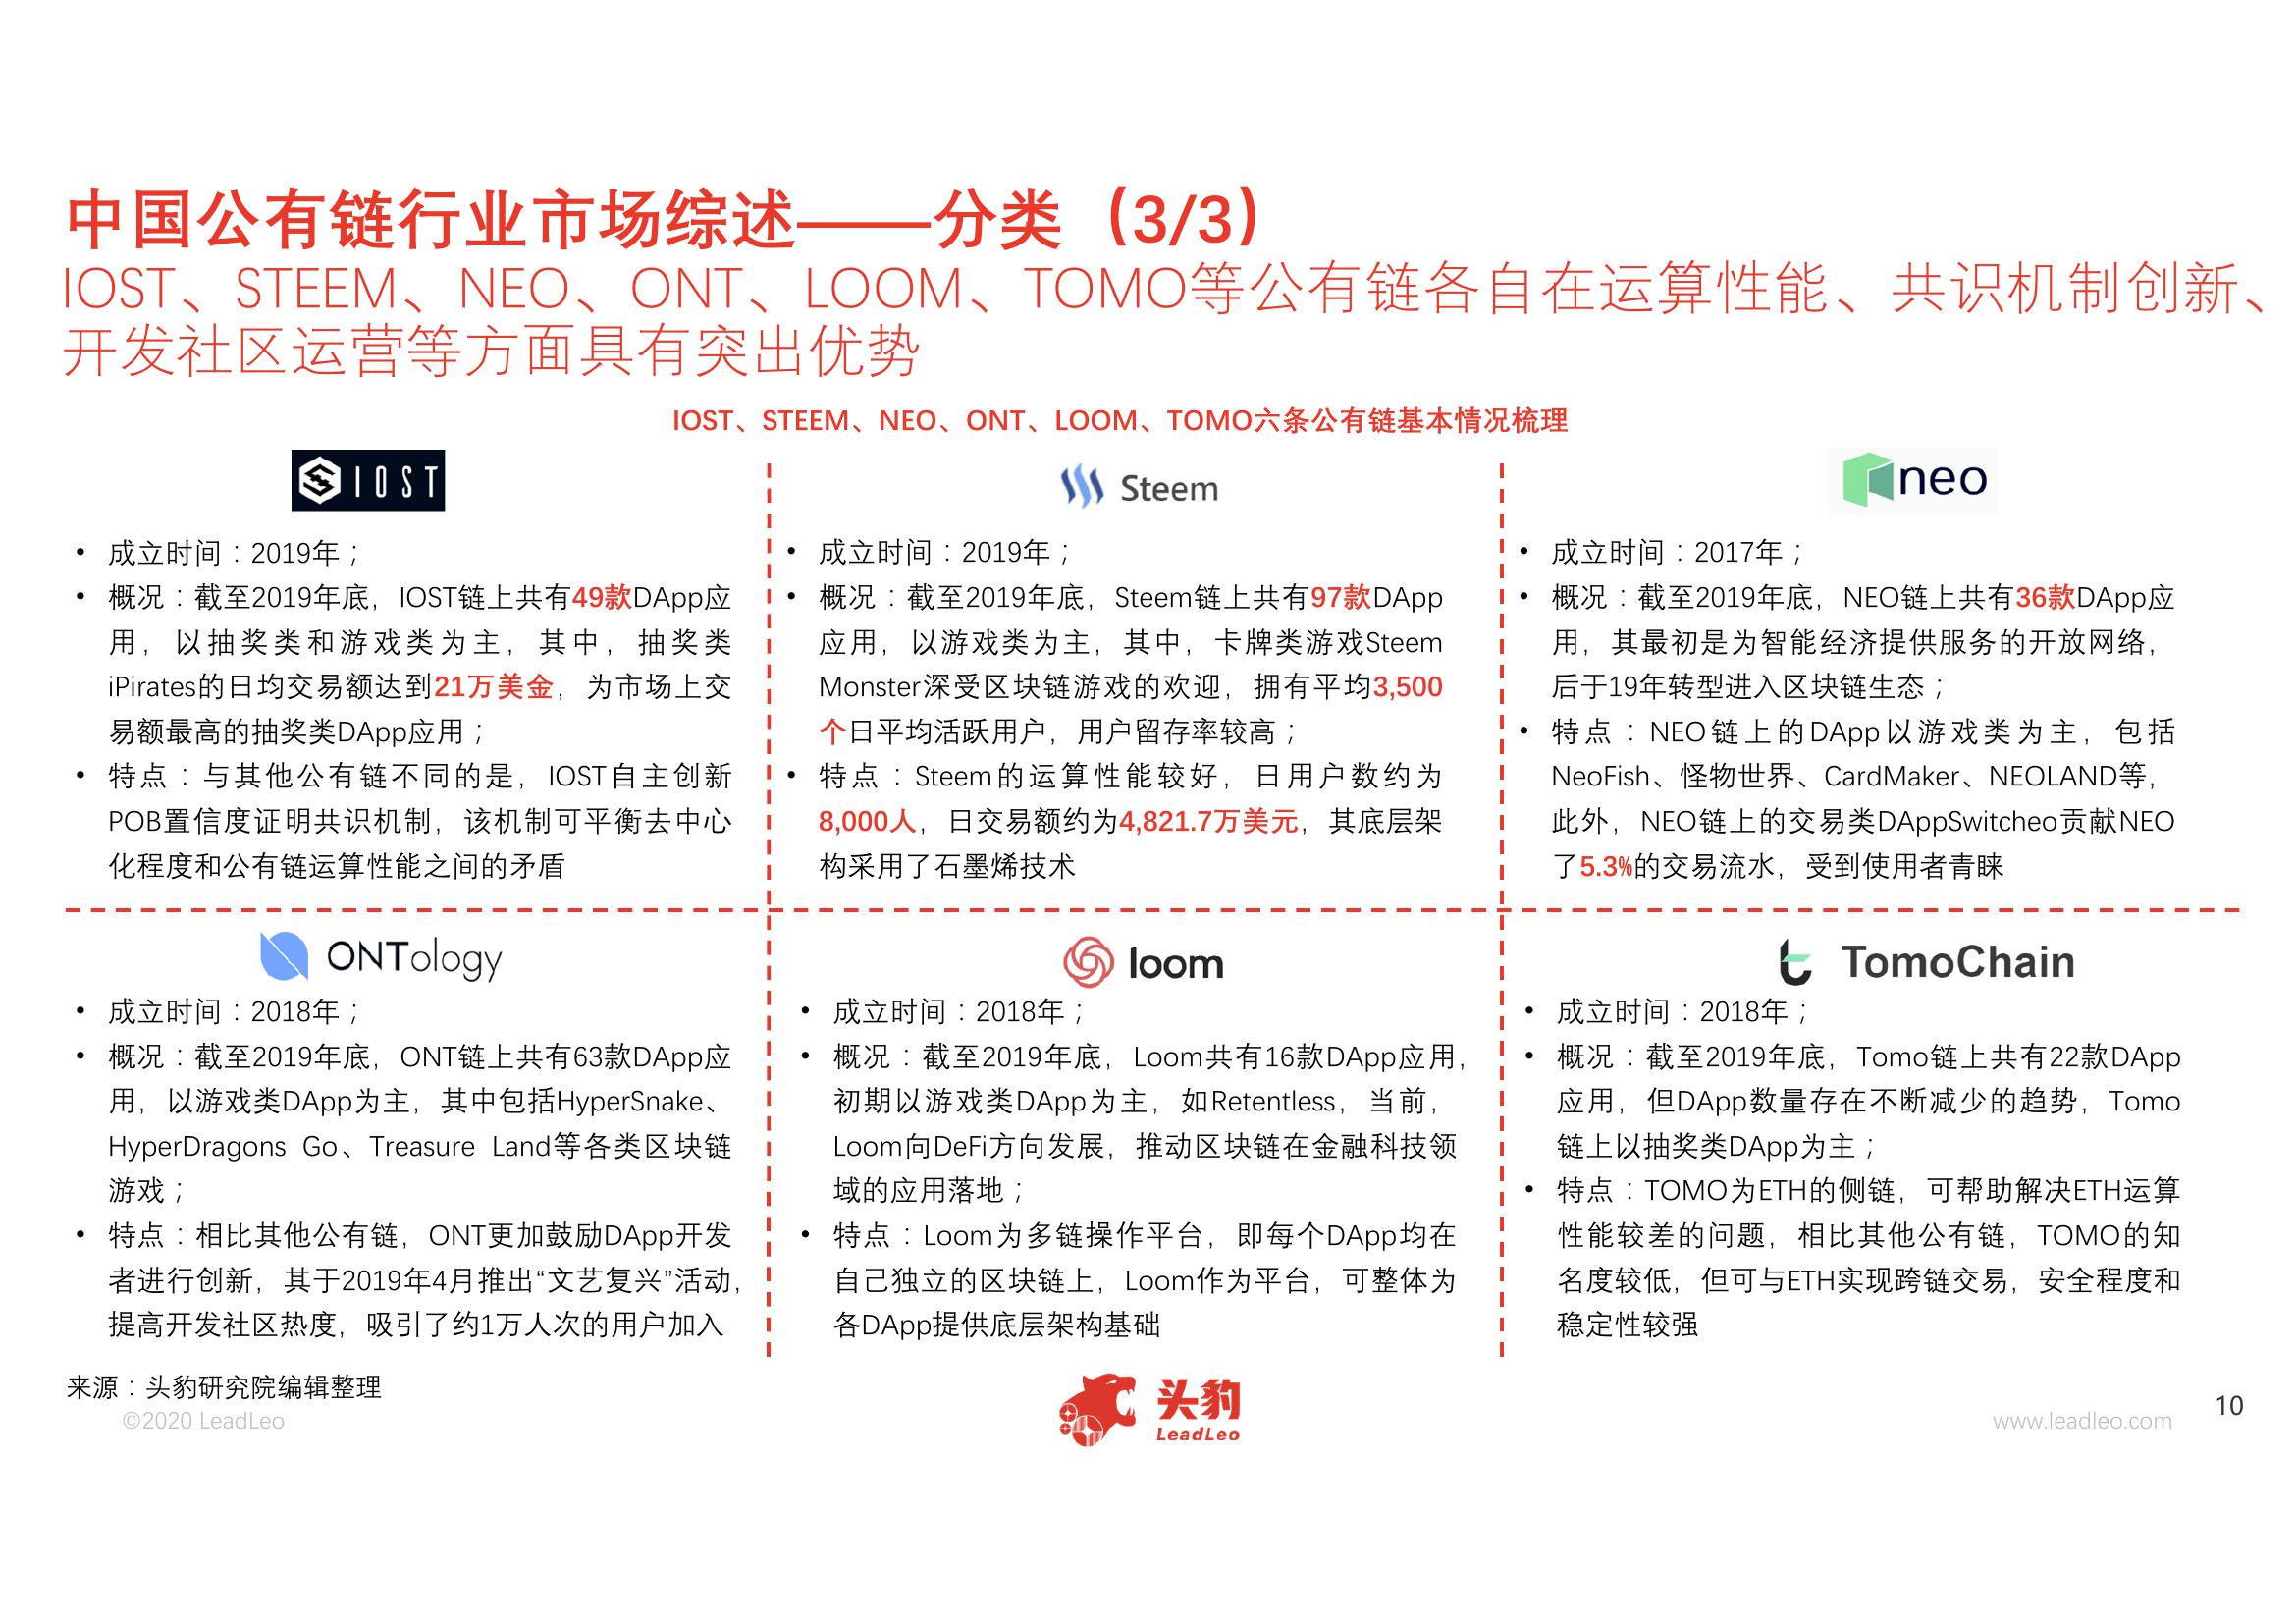 中国公有链行业市场综述——分类（3/3）
IOST、STEEM、NEO、ONT、LOOM、TOMO等公有链各自在运算性能、共识机制创新、
开发社区运营等方面具有突出优势
IOST、STEEM、NEO、ONT、LOOM、TOMO六条公有链基本情况梳理
IOST
• 成立时间：2019年；
• 概况：截至2019年底，IOST链上共有49款DApp应
用，以抽奖类和游戏类为主，其中，抽奖类
iPirates的日均交易额达到21万美金，为市场上交
易额最高的抽奖类DApp应用；
• 特点：与其他公有链不同的是，IOST自主创新
POB置信度证明共识机制，该机制可平衡去中心
化程度和公有链运算性能之间的矛盾
Steem
• 成立时间：2019年；
• 概况：截至2019年底，Steem链上共有97款DApp
应用，以游戏类为主，其中，卡牌类游戏Steem
Monster深受区块链游戏的欢迎，拥有平均3,500
个日平均活跃用户，用户留存率较高；
• 特点：Steem的运算性能较好，日用户数约为
8,000人，日交易额约为4,821.7万美元，其底层架
构采用了石墨烯技术
neo
• 成立时间：2017年；
• 概况：截至2019年底，NEO链上共有36款DApp应
用，其最初是为智能经济提供服务的开放网络，
后于19年转型进入区块链生态；
• 特点：NEO链上的DApp以游戏类为主，包括
NeoFish、怪物世界、CardMaker、NEOLAND等，
此外，NEO链上的交易类DAppSwitcheo贡献NEO
了5.3%的交易流水，受到使用者青睐
ONTology
• 成立时间：2018年；
• 概况：截至2019年底，ONT链上共有63款DApp应
用，以游戏类DApp为主，其中包括HyperSnake、
HyperDragons Go、Treasure Land等各类区块链
游戏；
• 特点：相比其他公有链，ONT更加鼓励DApp开发
者进行创新，其于2019年4月推出“文艺复兴”活动，
提高开发社区热度，吸引了约1万人次的用户加入
loom
• 成立时间：2018年；
• 概况：截至2019年底，Loom共有16款DApp应用，
初期以游戏类DApp为主，如Retentless，当前，
Loom向DeFi方向发展，推动区块链在金融科技领
域的应用落地；
• 特点：Loom为多链操作平台，即每个DApp均在
自己独立的区块链上，Loom作为平台，可整体为
各DApp提供底层架构基础
TomoChain
• 成立时间：2018年；
• 概况：截至2019年底，Tomo链上共有22款DApp
应用，但DApp数量存在不断减少的趋势，Tomo
链上以抽奖类DApp为主；
• 特点：TOMO为ETH的侧链，可帮助解决ETH运算
性能较差的问题，相比其他公有链，TOMO的知
名度较低，但可与ETH实现跨链交易，安全程度和
稳定性较强
来源：头豹研究院编辑整理
©2020 LeadLeo
头豹
LeadLeo
www.leadleo.com
10